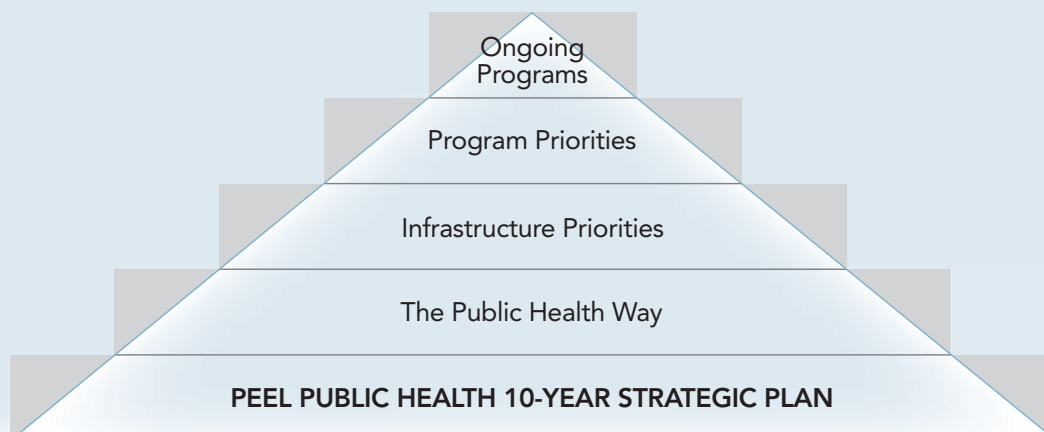 Ongoing
Programs
Program Priorities
Infrastructure Priorities
The Public Health Way
PEEL PUBLIC HEALTH 10-YEAR STRATEGIC PLAN